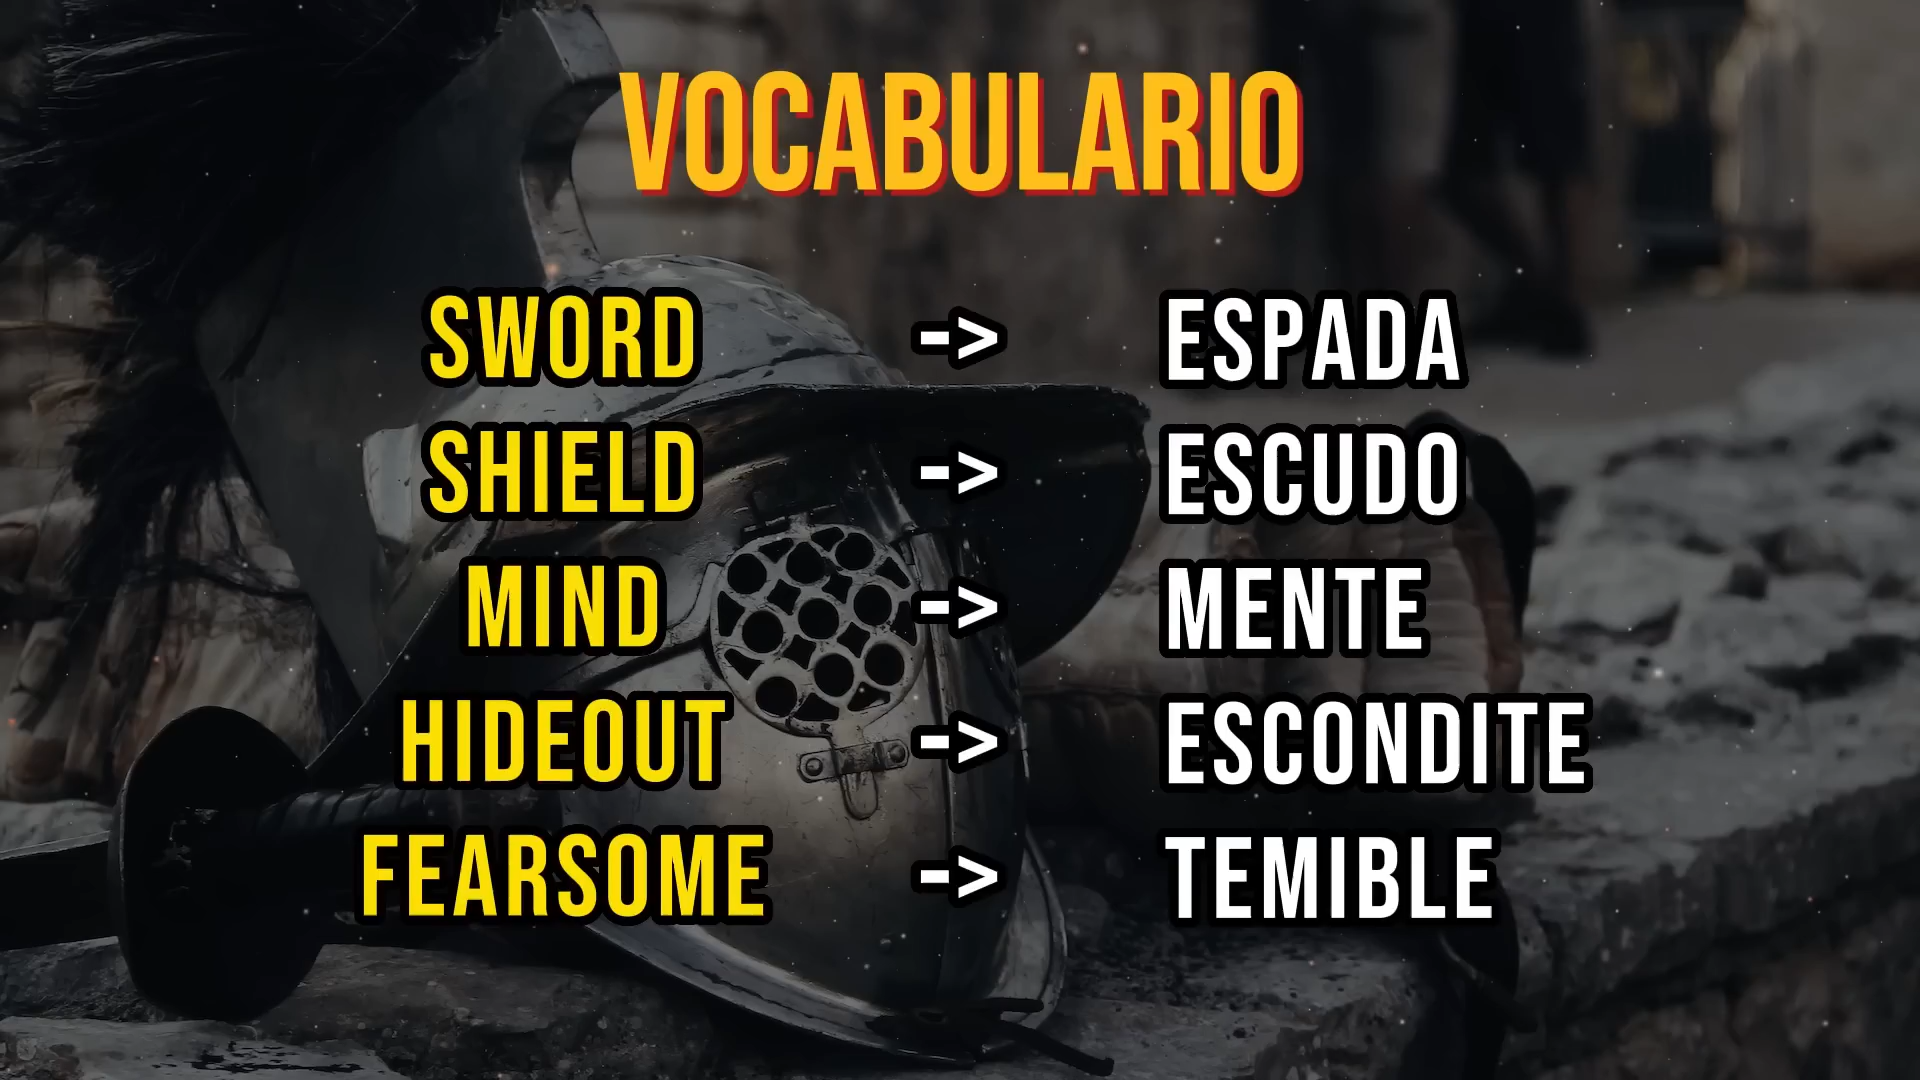 VOCABULARIO
SWORD -> ESPADA
SHIELD -> ESCUDO
MIND -> MENTE
HIDEOUT -> ESCONDITE
FEARSOME -> TEMIBLE